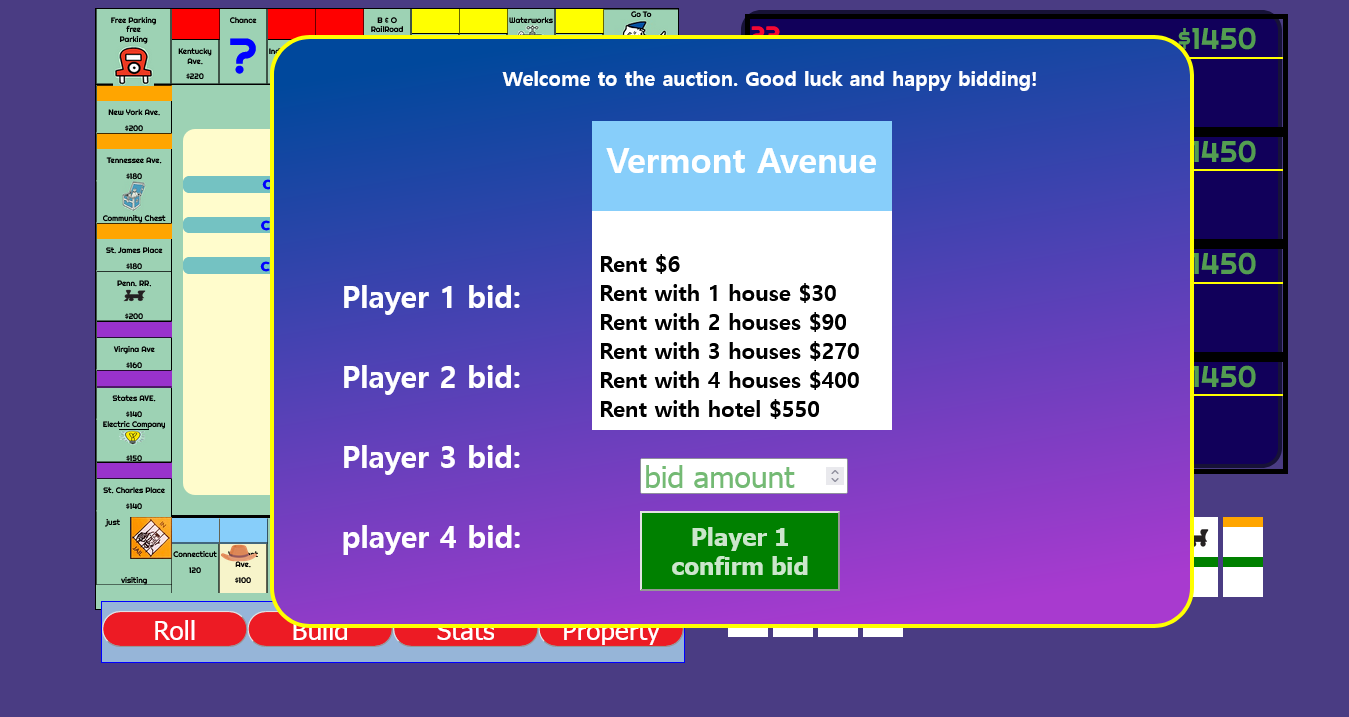 Free Parking
free
Parking
Kentucky
Ave.
$220
Chance
?
B & O
RailRoad
Waterworks
Go To
$1450
New York Ave.
$200
Tennessee Ave.
$180
Community Chest
St. James Place
$180
Penn. RR.
$200
Virgina Ave
$160
States AVE.
$140
Electric Company
$150
St. Charles Place
$140
just
IN
JAIL
visiting
Connecticut
120
Ave.
$100
Welcome to the auction. Good luck and happy bidding!
Vermont Avenue
Rent $6
Rent with 1 house $30
Rent with 2 houses $90
Rent with 3 houses $270
Rent with 4 houses $400
Rent with hotel $550
Player 1 bid:
Player 2 bid:
Player 3 bid:
player 4 bid:
bid amount
Player 1
confirm bid
1450
1450
1450
Roll
Build
Stats
Property